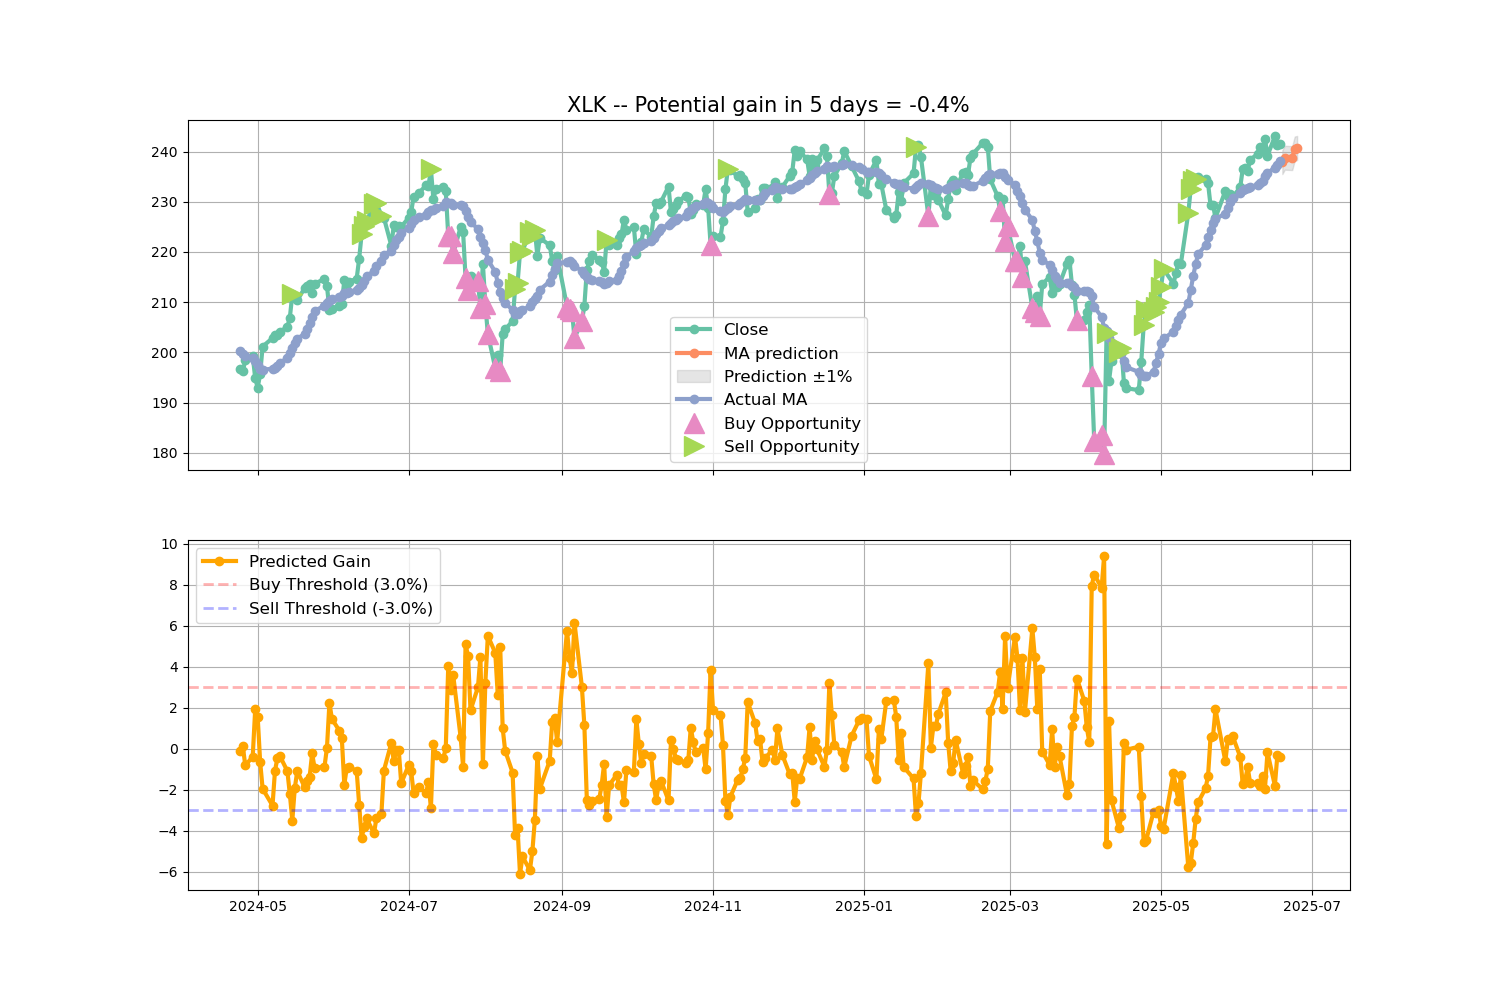 XLK -- Potential gain in 5 days = -0.4%
240
230
220
210
200
190
180
Close
MA prediction
Prediction ±1%
Actual MA
Buy Opportunity
Sell Opportunity
10
8
6
4
2
0
−2
−4
−6
Predicted Gain
Buy Threshold (3.0%)
Sell Threshold (-3.0%)
2024-05
2024-07
2024-09
2024-11
2025-01
2025-03
2025-05
2025-07